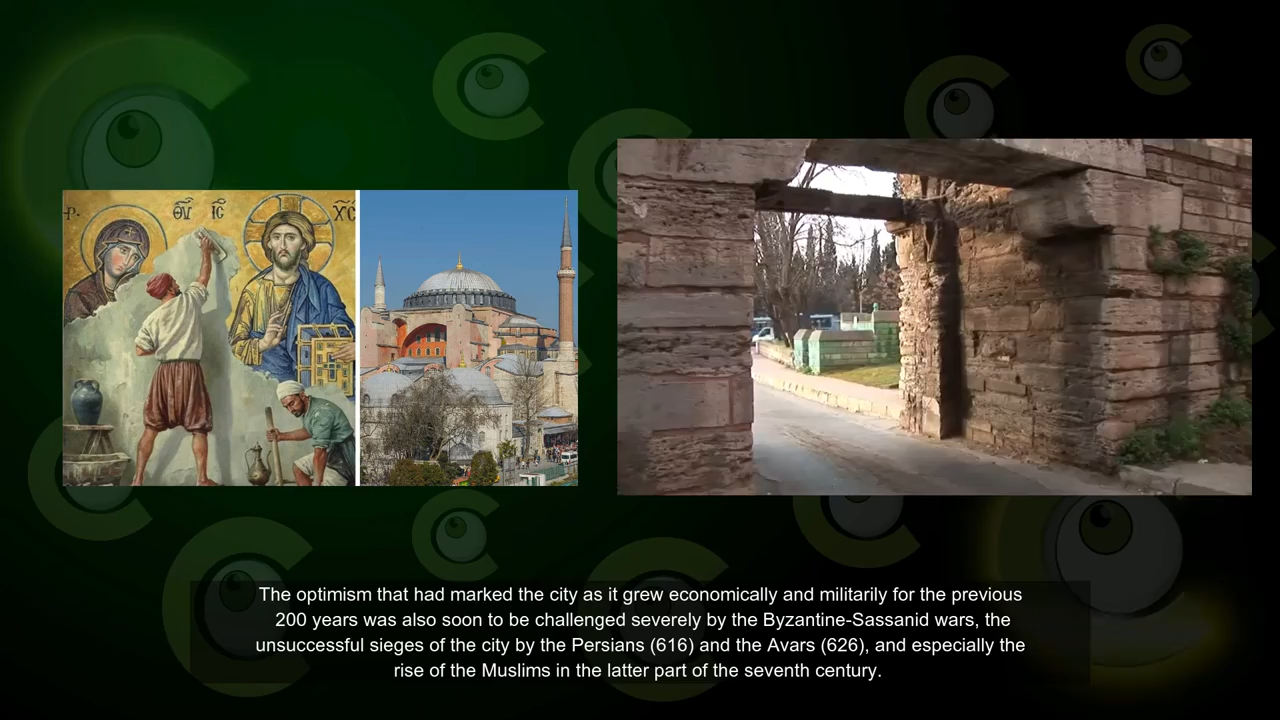 ·Ρ·
ΘΥ
ΙC
XC
The optimism that had marked the city as it grew economically and militarily for the previous
200 years was also soon to be challenged severely by the Byzantine-Sassanid wars, the
unsuccessful sieges of the city by the Persians (616) and the Avars (626), and especially the
rise of the Muslims in the latter part of the seventh century.